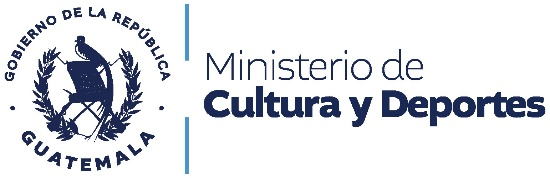 GOBIERNO DE LA REPÚBLICA
GUATEMALA
Ministerio de
Cultura y Deportes